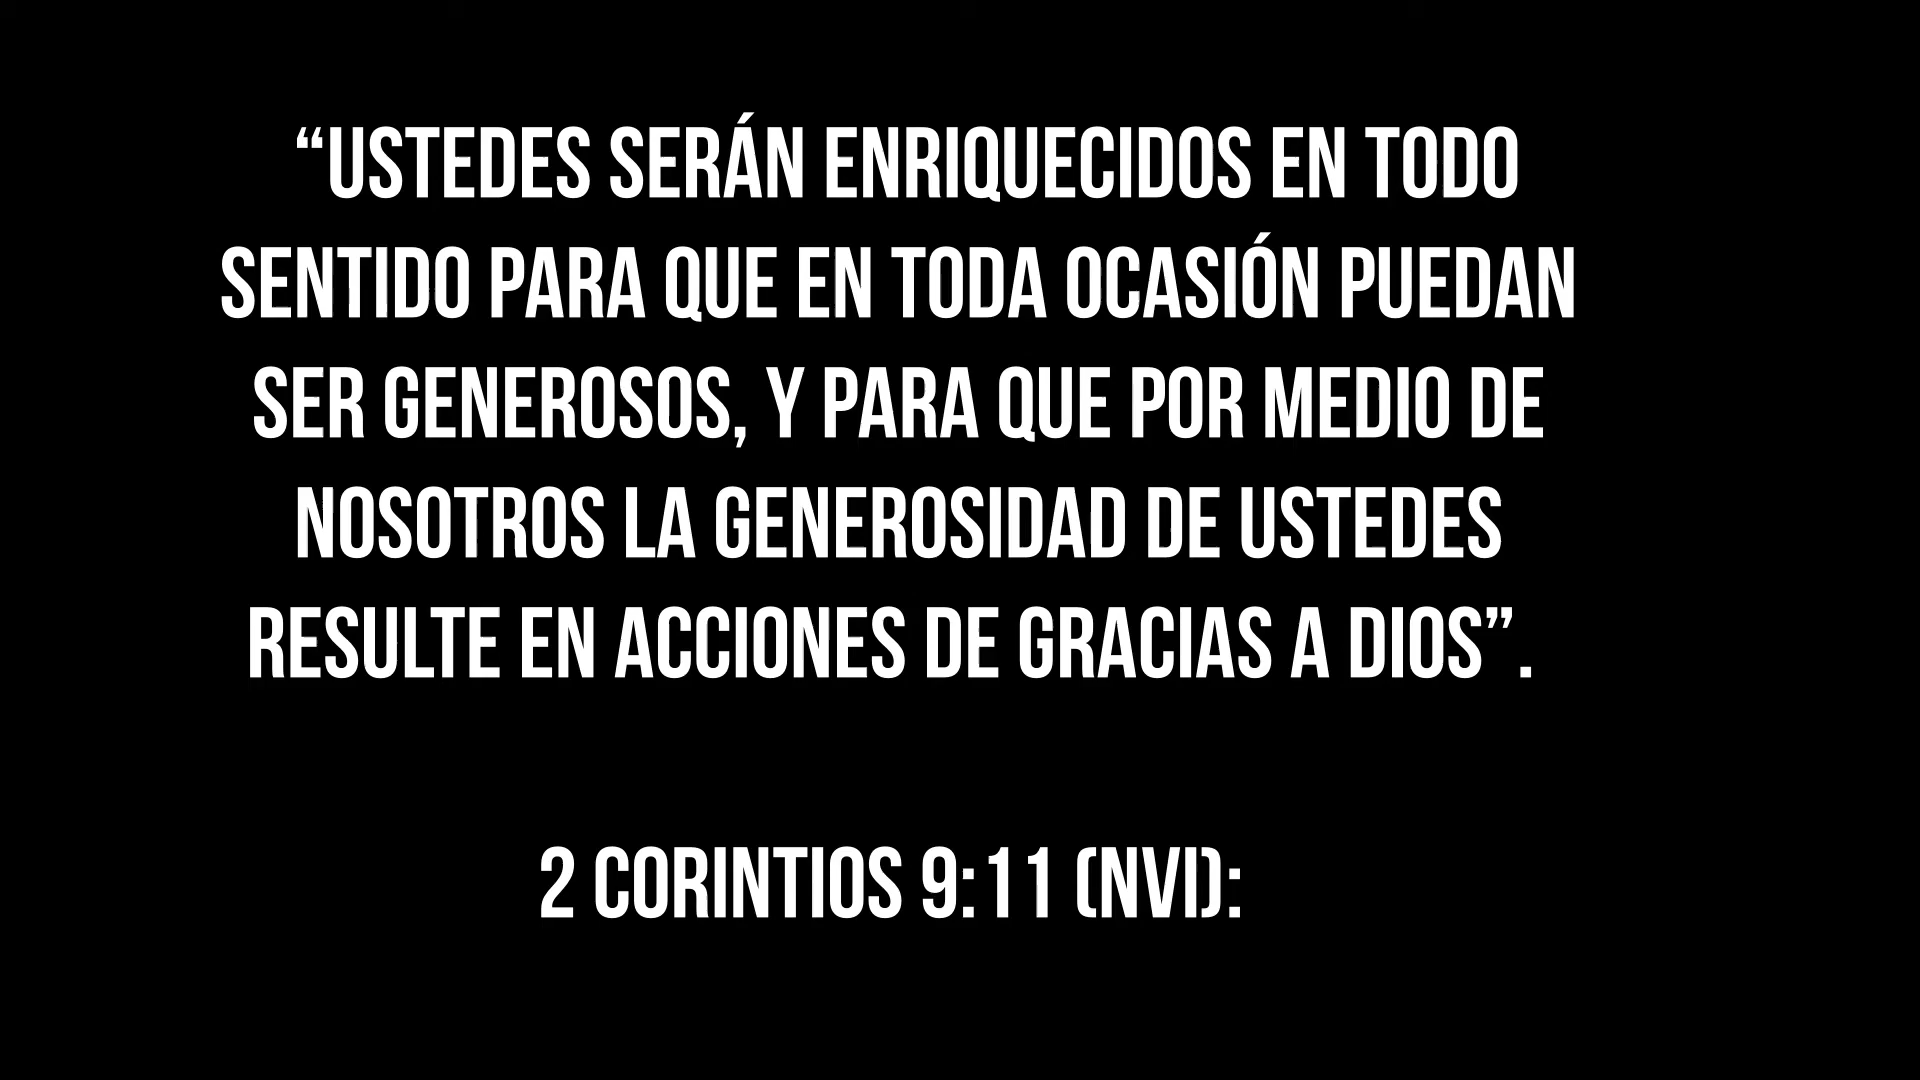 “USTEDES SERÁN ENRIQUECIDOS EN TODO
SENTIDO PARA QUE EN TODA OCASIÓN PUEDAN
SER GENEROSOS, Y PARA QUE POR MEDIO DE
NOSOTROS LA GENEROSIDAD DE USTEDES
RESULTE EN ACCIONES DE GRACIAS A DIOS”.
2 CORINTIOS 9:11 (NVI):